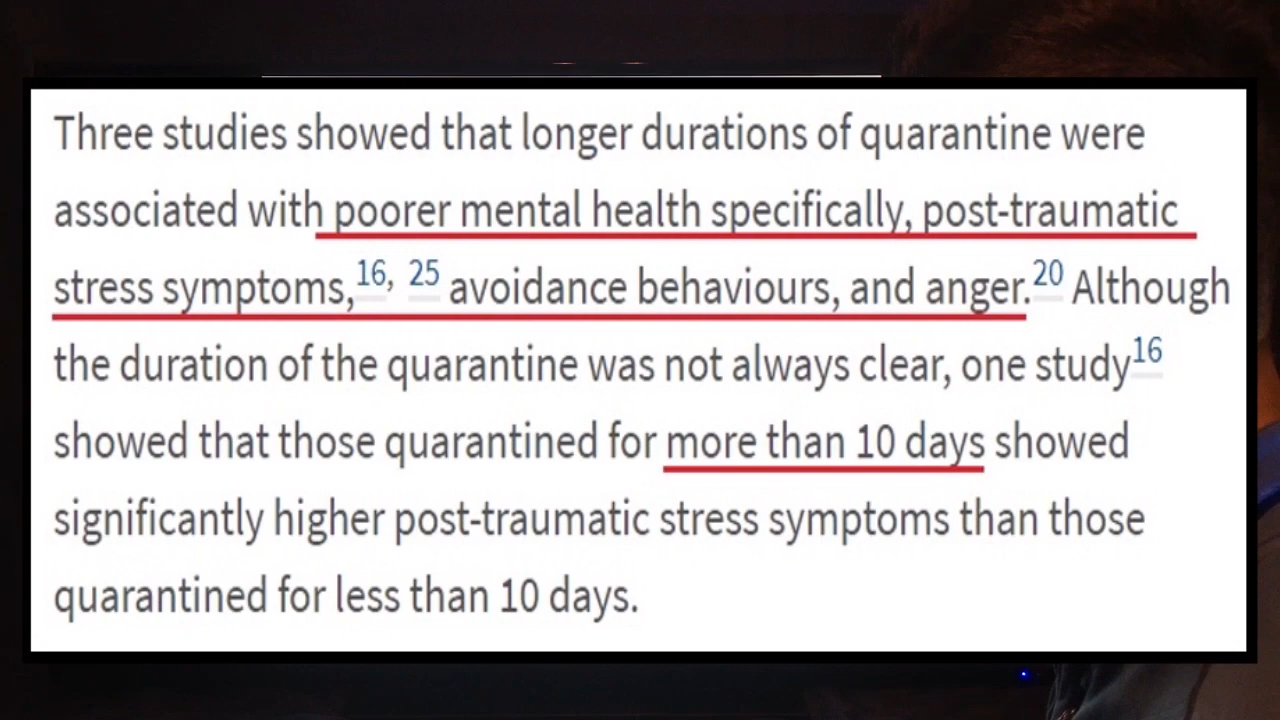 Three studies showed that longer durations of quarantine were
associated with poorer mental health specifically, post-traumatic
stress symptoms,16, 25 avoidance behaviours, and anger.20 Although
the duration of the quarantine was not always clear, one study16
showed that those quarantined for more than 10 days showed
significantly higher post-traumatic stress symptoms than those
quarantined for less than 10 days.